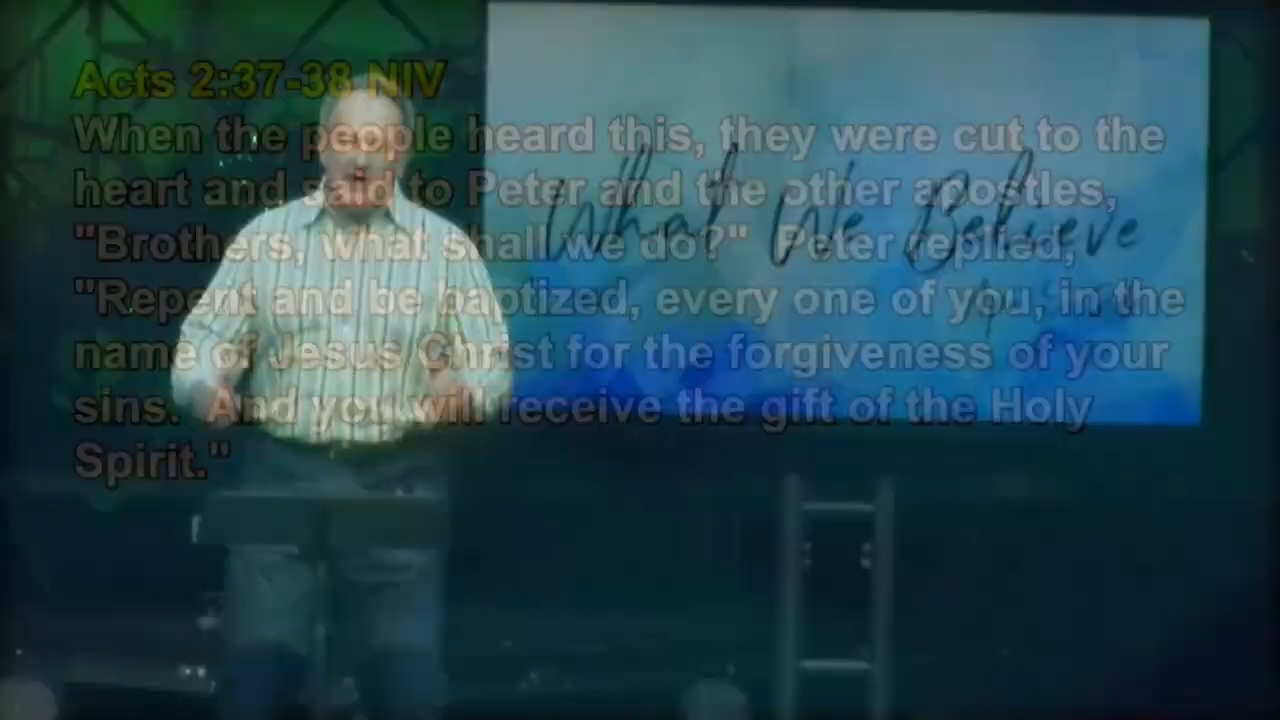 Acts 2:37-38 NIV
When the people heard this, they were cut to the
heart and said to Peter and the other apostles,
"Brothers, what shall we do?" Peter replied,
"Repent and be baptized, every one of you, in the
name of Jesus Christ for the forgiveness of your
sins. And you will receive the gift of the Holy
Spirit."
What We Believe